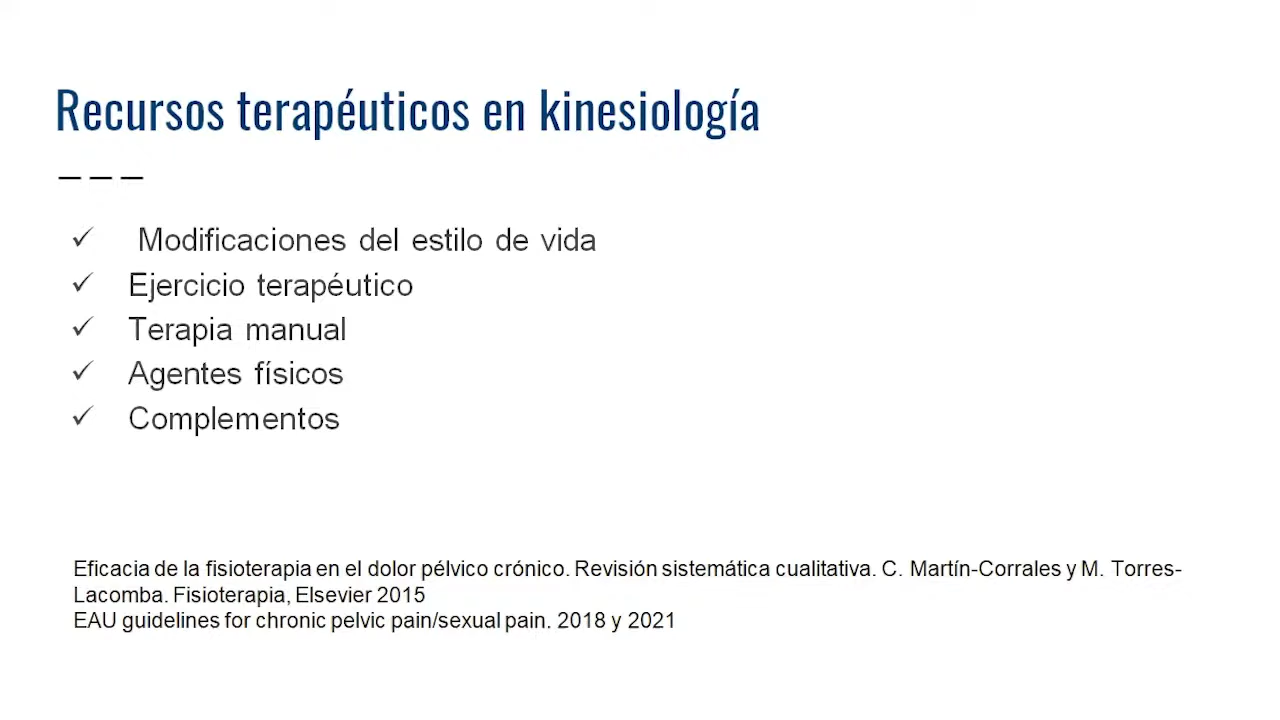 Recursos terapéuticos en kinesiología
✓ Modificaciones del estilo de vida
✓ Ejercicio terapéutico
✓ Terapia manual
✓ Agentes físicos
✓ Complementos
Eficacia de la fisioterapia en el dolor pélvico crónico. Revisión sistemática cualitativa. C. Martín-Corrales y M. Torres-
Lacomba. Fisioterapia, Elsevier 2015
EAU guidelines for chronic pelvic pain/sexual pain. 2018 y 2021